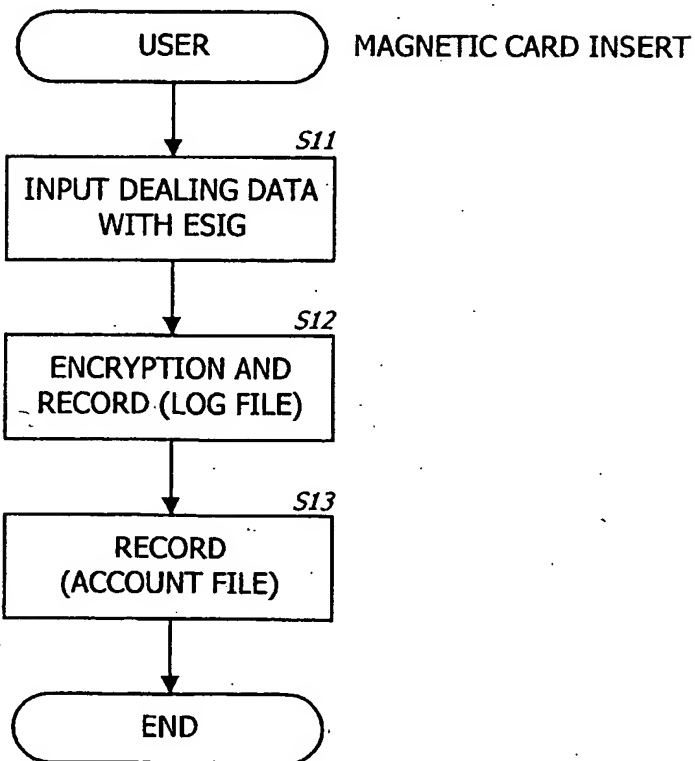 USER MAGNETIC CARD INSERT
S11
INPUT DEALING DATA
WITH ESIG
S12
ENCRYPTION AND
RECORD (LOG FILE)
S13
RECORD
(ACCOUNT FILE)
END